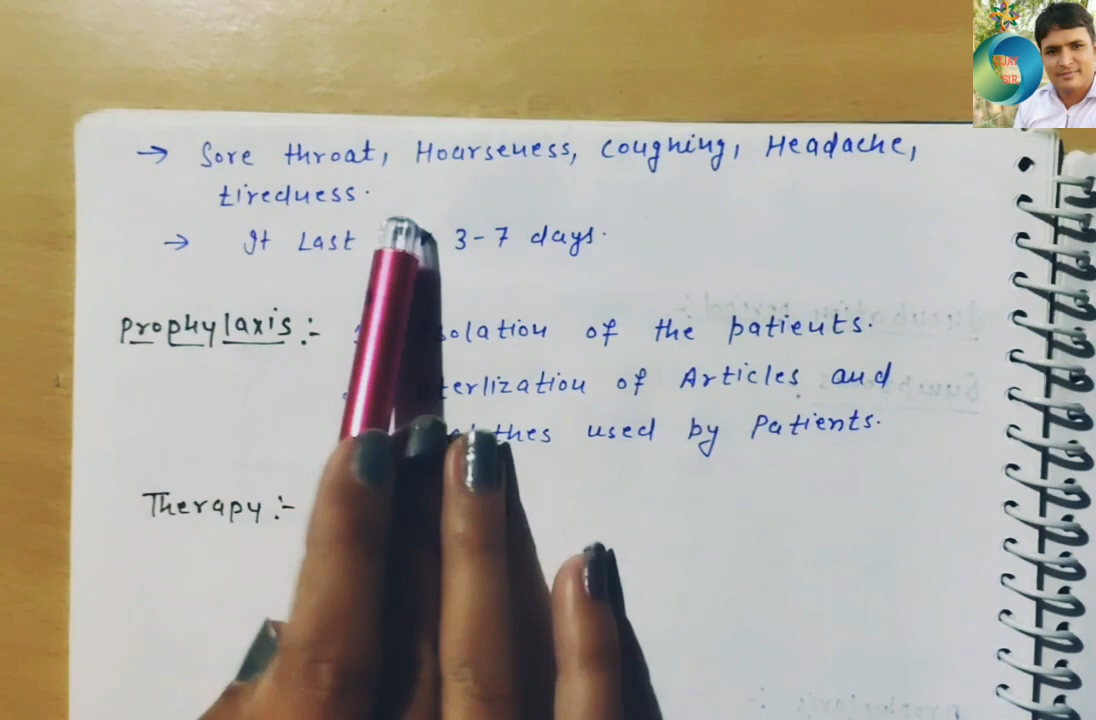 → Sore throat, Hoarseness, Coughing, Headache,
tiredness.
→ It Last 3-7 days.
Prophylaxis:- solation of the patients.
terlization of Articles and
thes used by Patients.
Therapy:-
SIR